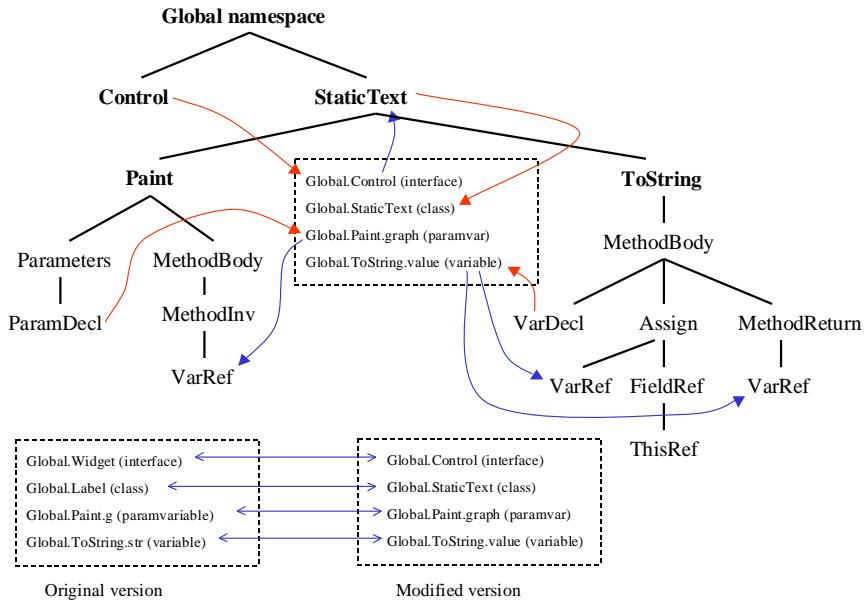 Global namespace
Control
StaticText
Paint
Global.Control (interface)
Global.StaticText (class)
Global.Paint.graph (paramvar)
Global.ToString.value (variable)
ToString
MethodBody
Parameters
MethodBody
ParamDecl
MethodInv
VarRef
VarDecl
Assign
MethodReturn
VarRef
FieldRef
VarRef
ThisRef
Global.Widget (interface)
Global.Label (class)
Global.Paint.g (paramvariable)
Global.ToString.str (variable)
Global.Control (interface)
Global.StaticText (class)
Global.Paint.graph (paramvar)
Global.ToString.value (variable)
Original version
Modified version